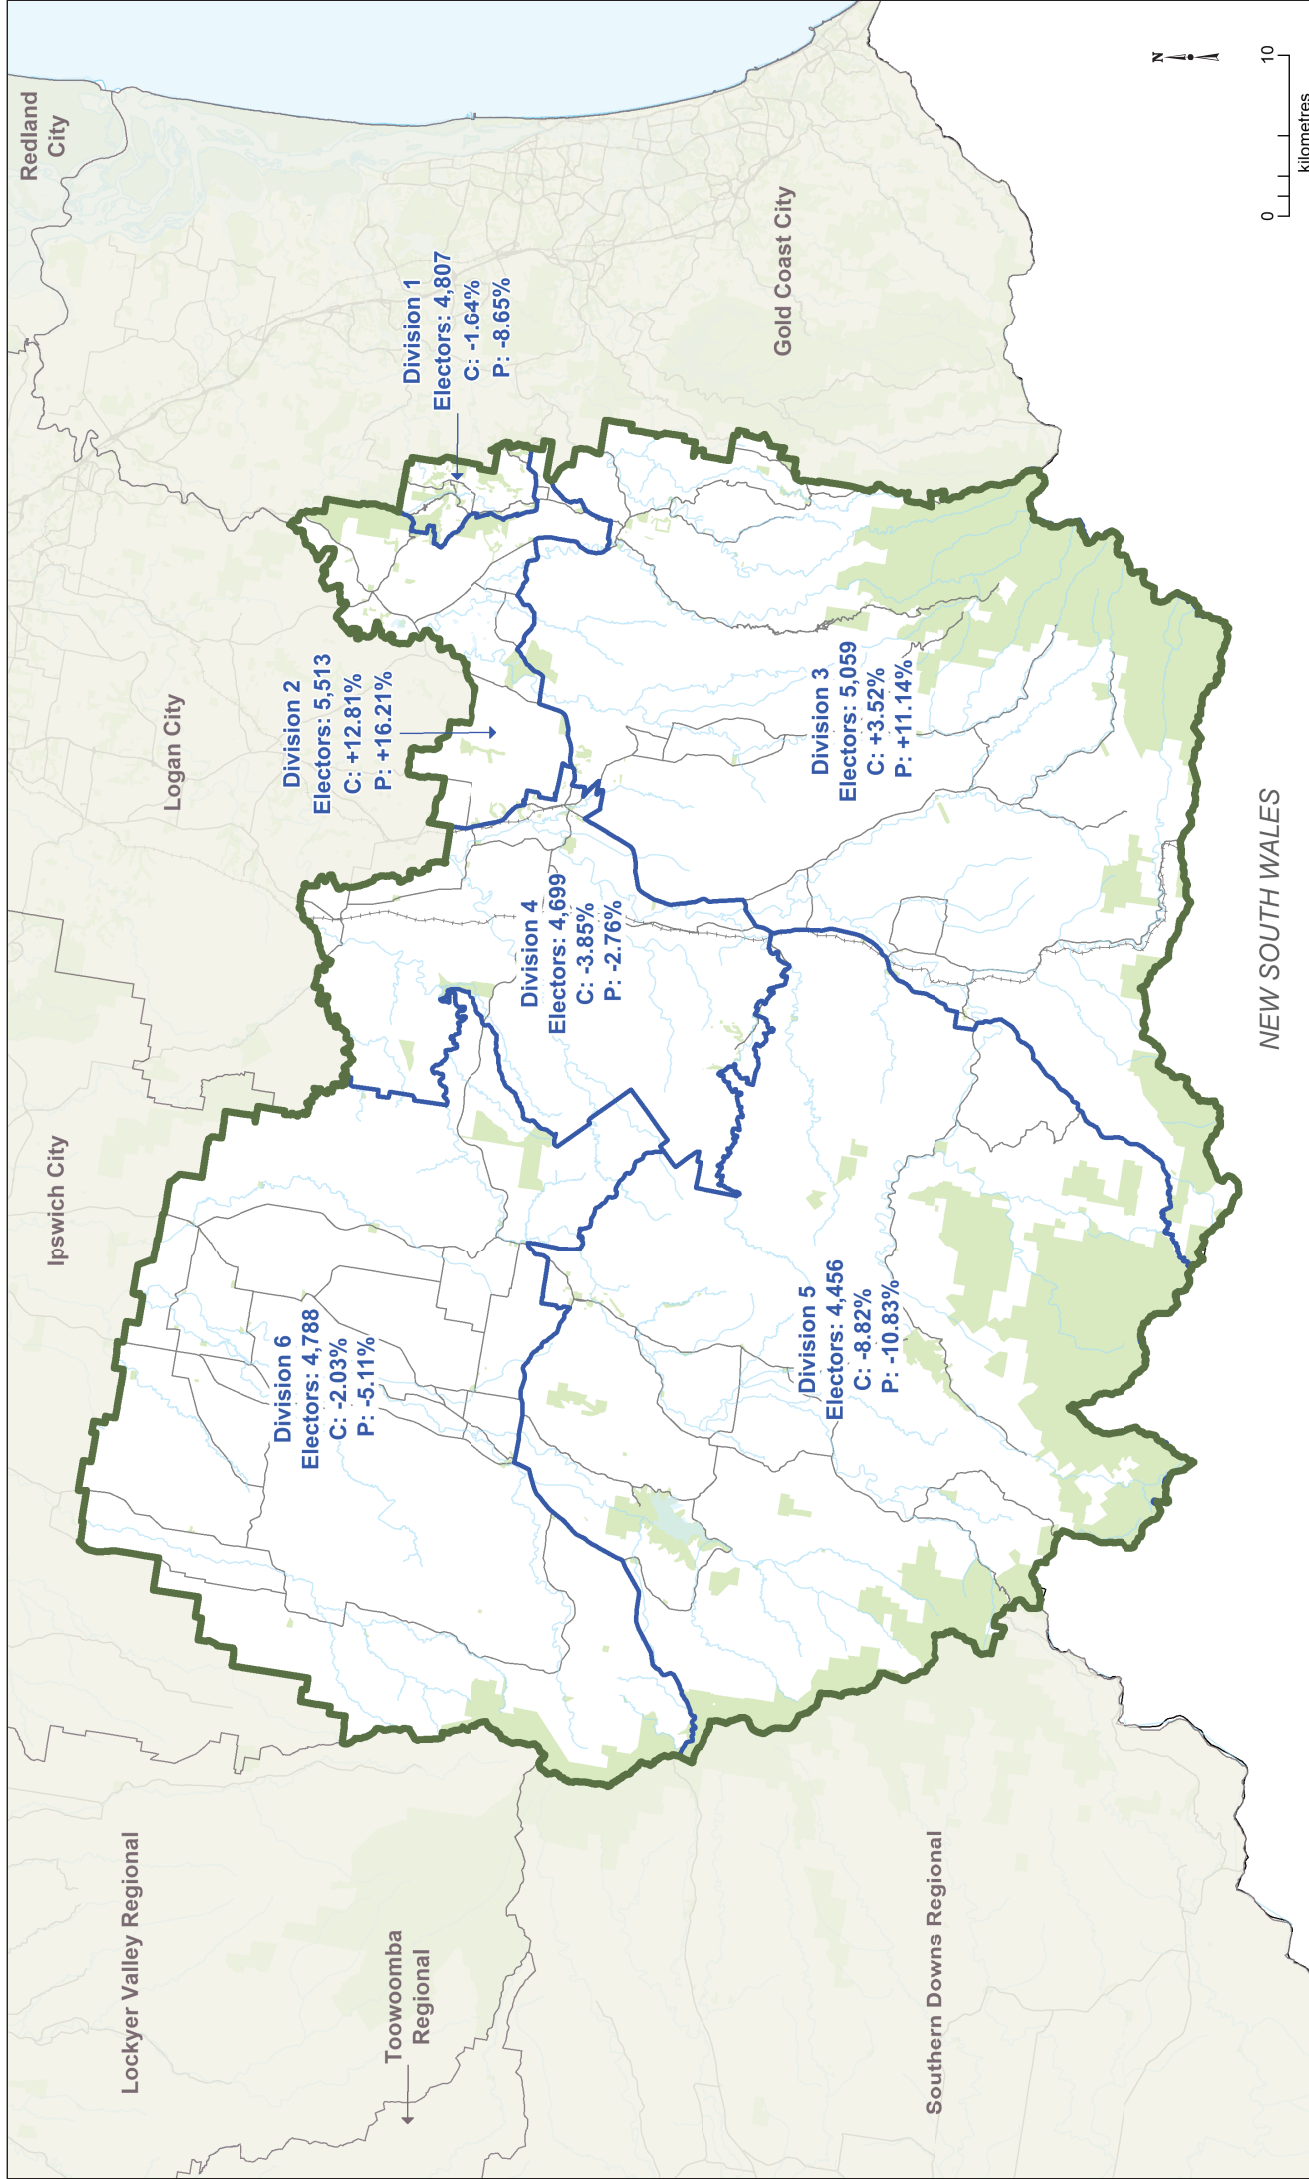 Redland
City
Logan City
Ipswich City
Lockyer Valley Regional
Toowoomba
Regional
Gold Coast City
Southern Downs Regional
NEW SOUTH WALES
Division 1
Electors: 4,807
C: -1.64%
P: -8.65%
Division 2
Electors: 5,513
C: +12.81%
P: +16.21%
Division 3
Electors: 5,059
C: +3.52%
P: +11.14%
Division 4
Electors: 4,699
C: -3.85%
P: -2.76%
Division 5
Electors: 4,456
C: -8.82%
P: -10.83%
Division 6
Electors: 4,788
C: -2.03%
P: -5.11%
N
0 10
kilometres